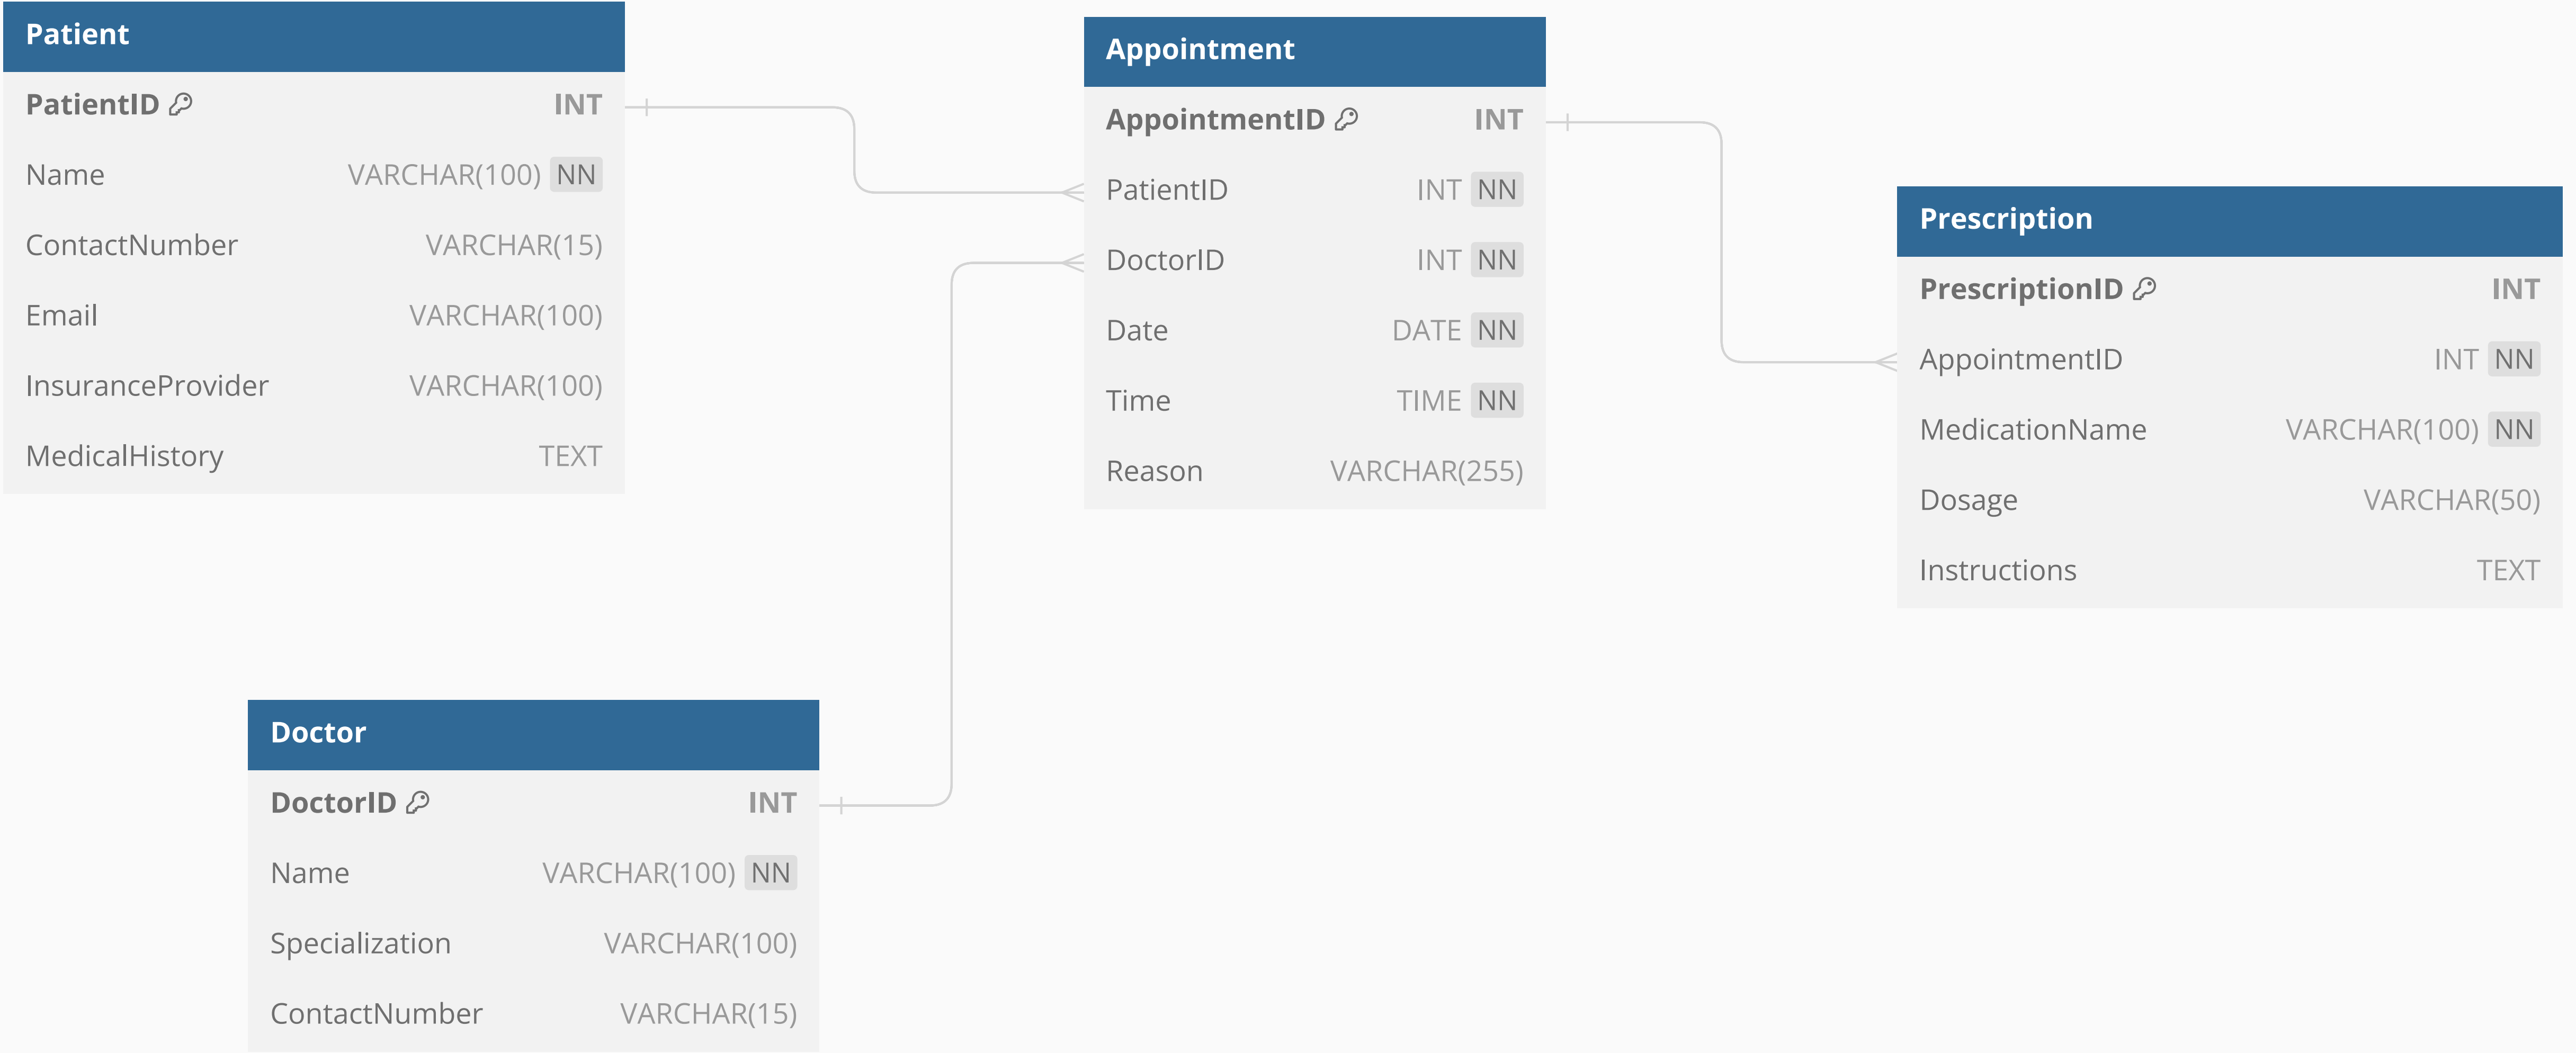 Patient
PatientID INT
Name VARCHAR(100) NN
ContactNumber VARCHAR(15)
Email VARCHAR(100)
InsuranceProvider VARCHAR(100)
MedicalHistory TEXT
Appointment
AppointmentID INT
PatientID INT NN
DoctorID INT NN
Date DATE NN
Time TIME NN
Reason VARCHAR(255)
Prescription
PrescriptionID INT
AppointmentID INT NN
MedicationName VARCHAR(100) NN
Dosage VARCHAR(50)
Instructions TEXT
Doctor
DoctorID INT
Name VARCHAR(100) NN
Specialization VARCHAR(100)
ContactNumber VARCHAR(15)